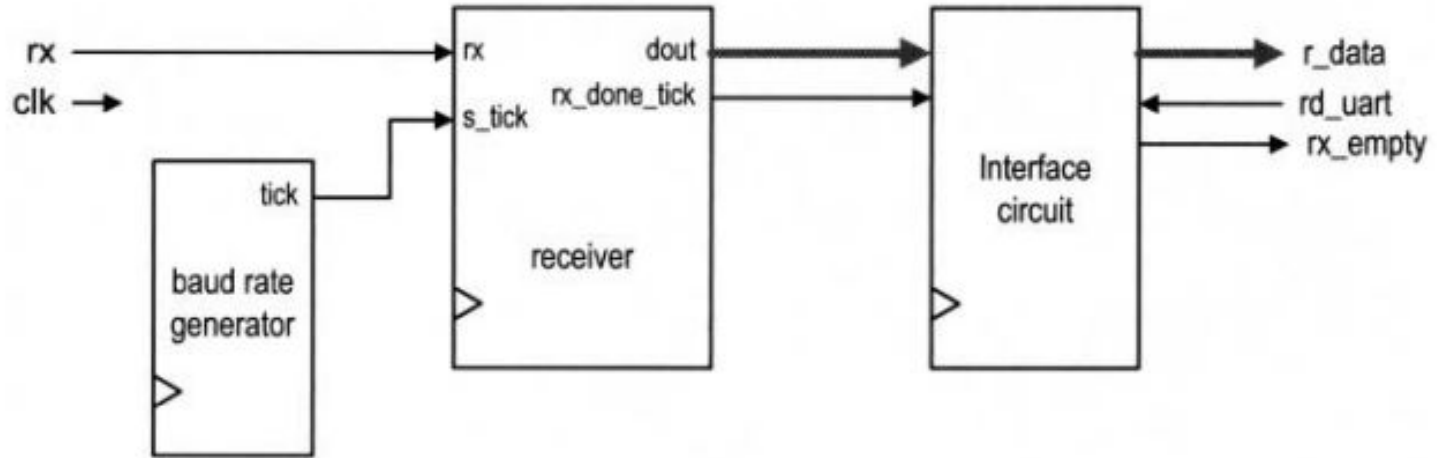 rx
clk
tick
baud rate
generator
rx
s_tick
dout
rx_done_tick
receiver
Interface
circuit
r_data
rd_uart
rx_empty